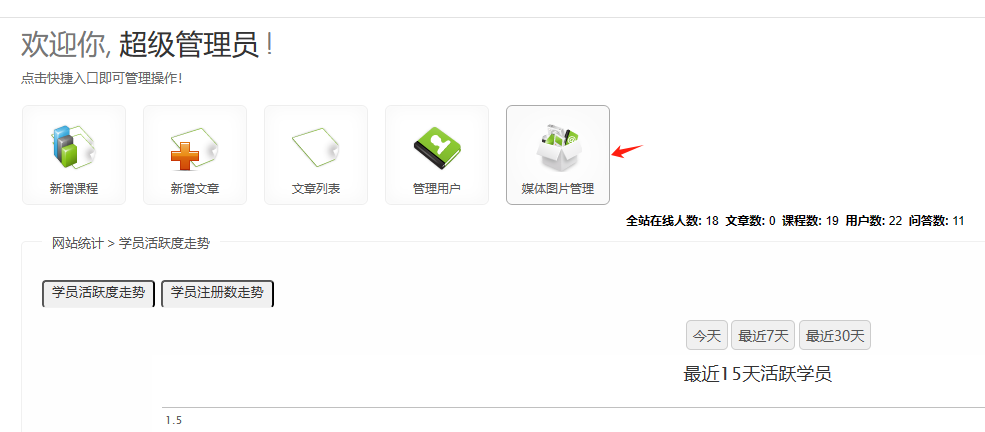 欢迎你, 超级管理员 !
点击快捷入口即可管理操作！
新增课程 新增文章 文章列表 管理用户 媒体图片管理
全站在线人数: 18 文章数: 0 课程数: 19 用户数: 22 问答数: 11
网站统计 > 学员活跃度走势
学员活跃度走势 学员注册数走势
今天 最近7天 最近30天
最近15天活跃学员
1.5